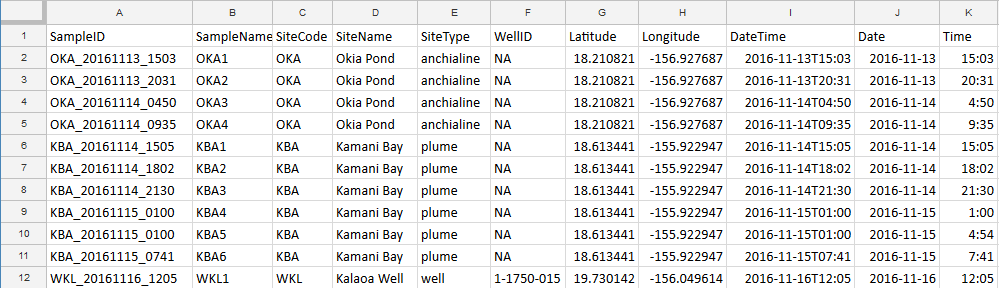 A B C D E F G H I J K
1 SampleID SampleName SiteCode SiteName SiteType WellID Latitude Longitude DateTime Date Time
2 OKA_20161113_1503 OKA1 OKA Okia Pond anchialine NA 18.210821 -156.927687 2016-11-13T15:03 2016-11-13 15:03
3 OKA_20161113_2031 OKA2 OKA Okia Pond anchialine NA 18.210821 -156.927687 2016-11-13T20:31 2016-11-13 20:31
4 OKA_20161114_0450 OKA3 OKA Okia Pond anchialine NA 18.210821 -156.927687 2016-11-14T04:50 2016-11-14 4:50
5 OKA_20161114_0935 OKA4 OKA Okia Pond anchialine NA 18.210821 -156.927687 2016-11-14T09:35 2016-11-14 9:35
6 KBA_20161114_1505 KBA1 KBA Kamani Bay plume NA 18.613441 -155.922947 2016-11-14T15:05 2016-11-14 15:05
7 KBA_20161114_1802 KBA2 KBA Kamani Bay plume NA 18.613441 -155.922947 2016-11-14T18:02 2016-11-14 18:02
8 KBA_20161114_2130 KBA3 KBA Kamani Bay plume NA 18.613441 -155.922947 2016-11-14T21:30 2016-11-14 21:30
9 KBA_20161115_0100 KBA4 KBA Kamani Bay plume NA 18.613441 -155.922947 2016-11-15T01:00 2016-11-15 1:00
10 KBA_20161115_0100 KBA5 KBA Kamani Bay plume NA 18.613441 -155.922947 2016-11-15T01:00 2016-11-15 4:54
11 KBA_20161115_0741 KBA6 KBA Kamani Bay plume NA 18.613441 -155.922947 2016-11-15T07:41 2016-11-15 7:41
12 WKL_20161116_1205 WKL1 WKL Kalaoa Well well 1-1750-015 19.730142 -156.049614 2016-11-16T12:05 2016-11-16 12:05